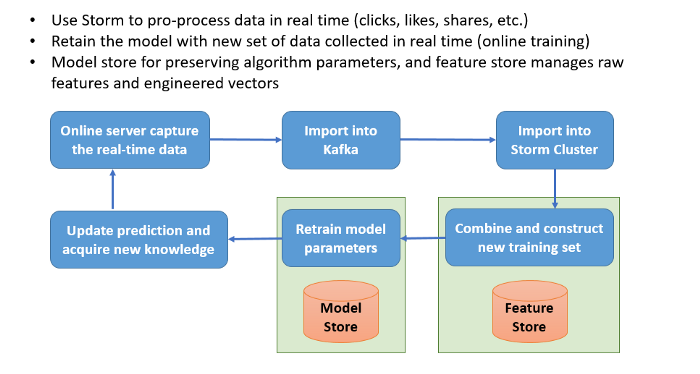 • Use Storm to pro-process data in real time (clicks, likes, shares, etc.)
• Retain the model with new set of data collected in real time (online training)
• Model store for preserving algorithm parameters, and feature store manages raw
features and engineered vectors
Online server capture
the real-time data
Import into
Kafka
Import into
Storm Cluster
Update prediction and
acquire new knowledge
Retrain model
parameters
Combine and construct
new training set
Model
Store
Feature
Store